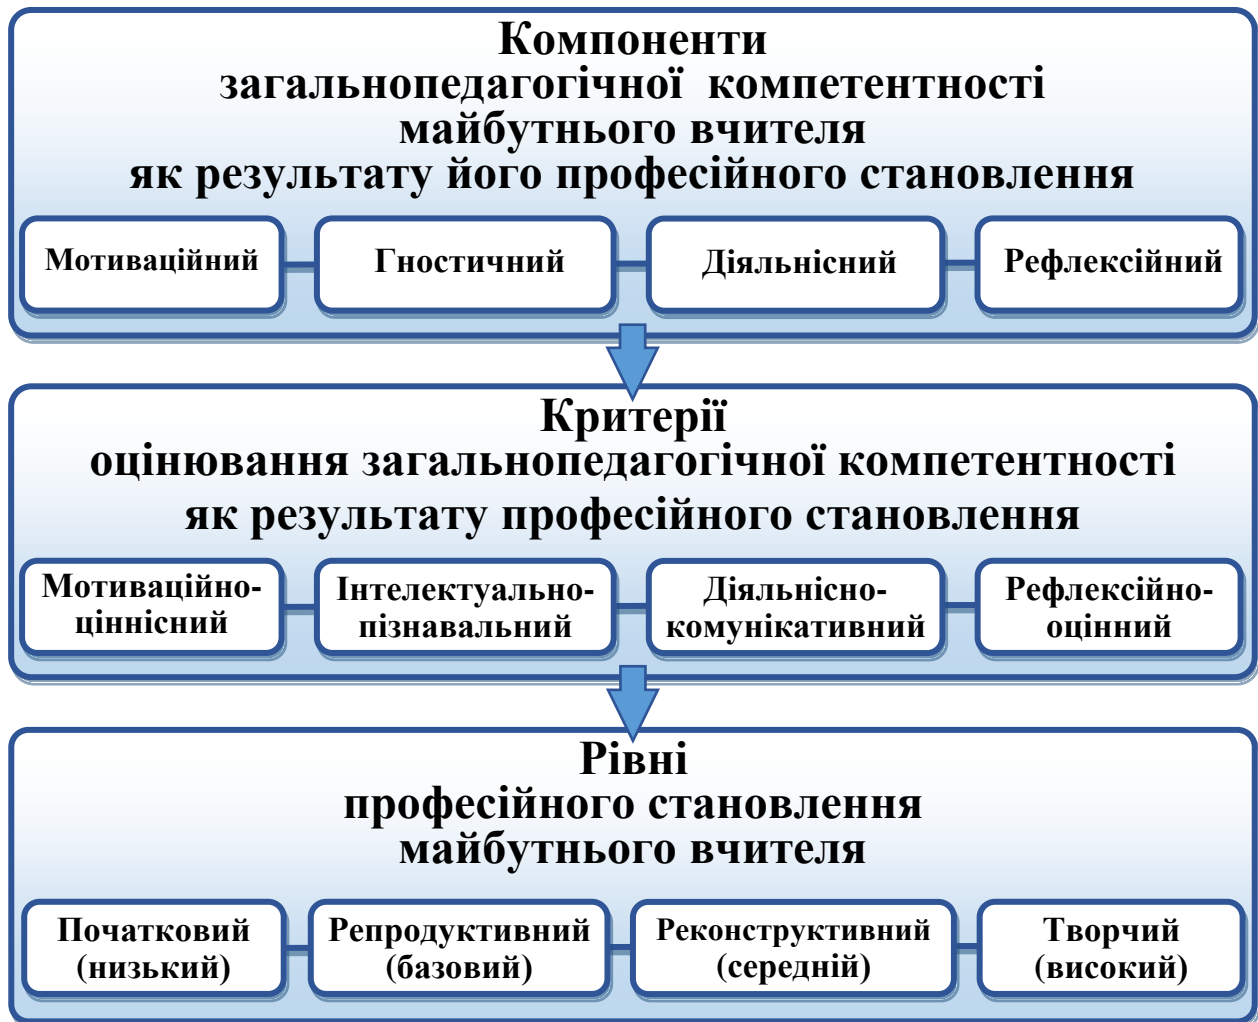 Компоненти
загальнопедагогічної компетентності
майбутнього вчителя
як результату його професійного становлення
Мотиваційний
Гностичний
Діяльнісний
Рефлексійний
Критерії
оцінювання загальнопедагогічної компетентності
як результату професійного становлення
Мотиваційно-
ціннісний
Інтелектуально-
пізнавальний
Діяльнісно-
комунікативний
Рефлексійно-
оцінний
Рівні
професійного становлення
майбутнього вчителя
Початковий
(низький)
Репродуктивний
(базовий)
Реконструктивний
(середній)
Творчий
(високий)